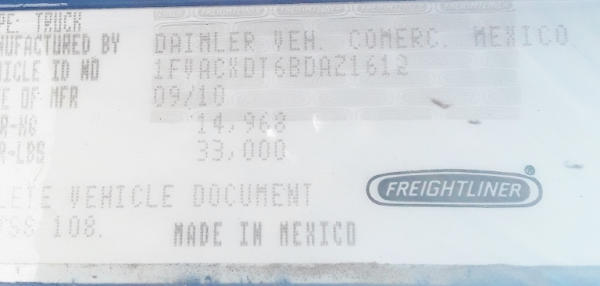 PE: TRUCK
NUFACTURED BY DAIMLER VEH. COMERC. MEXICO
HICLE ID NO 1FVACXDT6BDAZ1612
E OF MFR 09/10
R-KG 14,968
R-LBS 33,000
LETE VEHICLE DOCUMENT
FREIGHTLINER®
SS 108.
MADE IN MEXICO